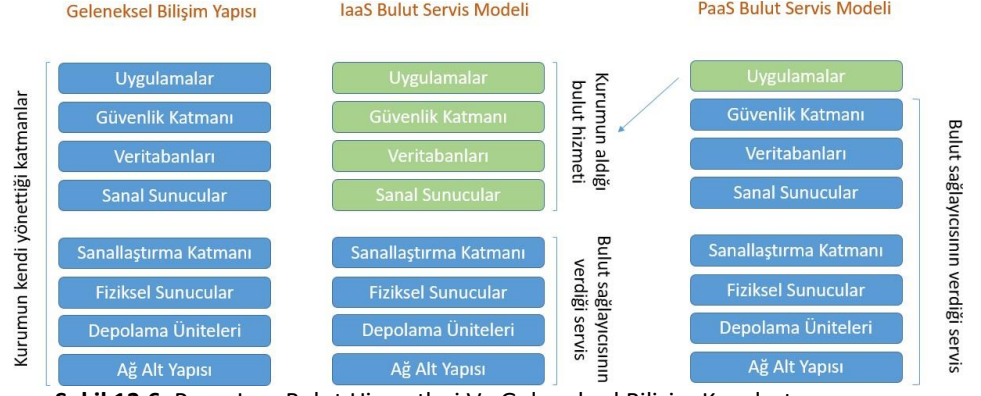 Geleneksel Bilişim Yapısı
IaaS Bulut Servis Modeli
PaaS Bulut Servis Modeli
Kurumun kendi yönettiği katmanlar
Uygulamalar
Güvenlik Katmanı
Veritabanları
Sanal Sunucular
Sanallaştırma Katmanı
Fiziksel Sunucular
Depolama Üniteleri
Ağ Alt Yapısı
Uygulamalar
Güvenlik Katmanı
Veritabanları
Sanal Sunucular
Sanallaştırma Katmanı
Fiziksel Sunucular
Depolama Üniteleri
Ağ Alt Yapısı
Kurumun aldığı
bulut hizmeti
Bulut sağlayıcısının
verdiği servis
Uygulamalar
Güvenlik Katmanı
Veritabanları
Sanal Sunucular
Sanallaştırma Katmanı
Fiziksel Sunucular
Depolama Üniteleri
Ağ Alt Yapısı
Bulut sağlayıcısının verdiği servis